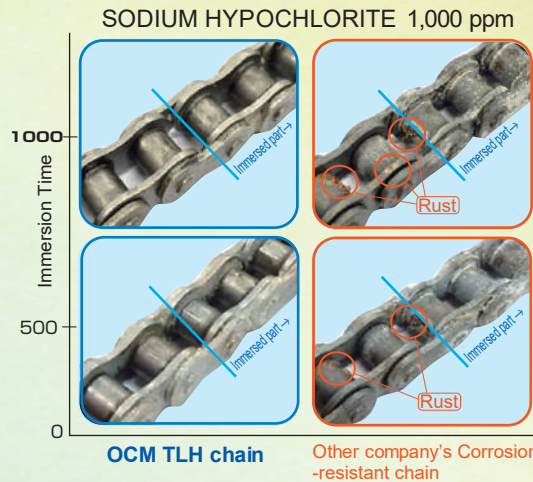 SODIUM HYPOCHLORITE 1,000 ppm
Immersion Time
1000
Immersed part→
Immersed part→
Rust
500
Immersed part→
Immersed part→
Rust
0
OCM TLH chain
Other company's Corrosion
-resistant chain